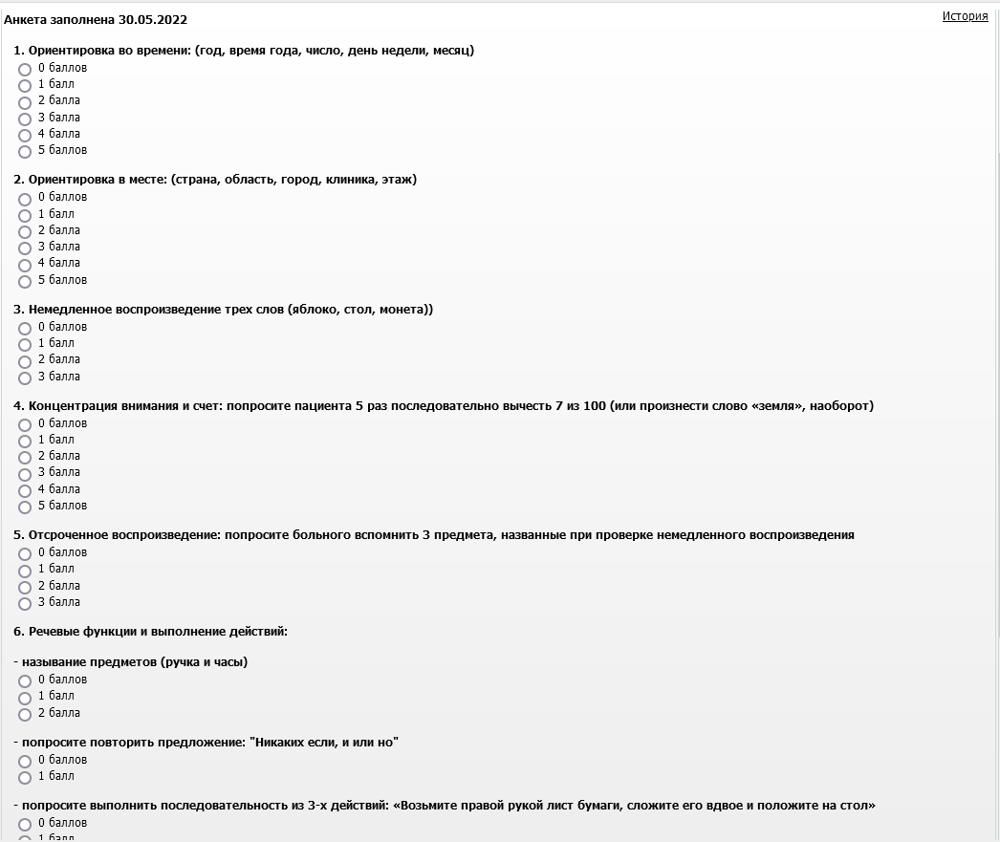 Анкета заполнена 30.05.2022
История
1. Ориентировка во времени: (год, время года, число, день недели, месяц)
0 баллов
1 балл
2 балла
3 балла
4 балла
5 баллов
2. Ориентировка в месте: (страна, область, город, клиника, этаж)
0 баллов
1 балл
2 балла
3 балла
4 балла
5 баллов
3. Немедленное воспроизведение трех слов (яблоко, стол, монета))
0 баллов
1 балл
2 балла
3 балла
4. Концентрация внимания и счет: попросите пациента 5 раз последовательно вычесть 7 из 100 (или произнести слово «земля», наоборот)
0 баллов
1 балл
2 балла
3 балла
4 балла
5 баллов
5. Отсроченное воспроизведение: попросите больного вспомнить 3 предмета, названные при проверке немедленного воспроизведения
0 баллов
1 балл
2 балла
3 балла
6. Речевые функции и выполнение действий:
- называние предметов (ручка и часы)
0 баллов
1 балл
2 балла
- попросите повторить предложение: "Никаких если, и или но"
0 баллов
1 балл
- попросите выполнить последовательность из 3-х действий: «Возьмите правой рукой лист бумаги, сложите его вдвое и положите на стол»
0 баллов
1 балл